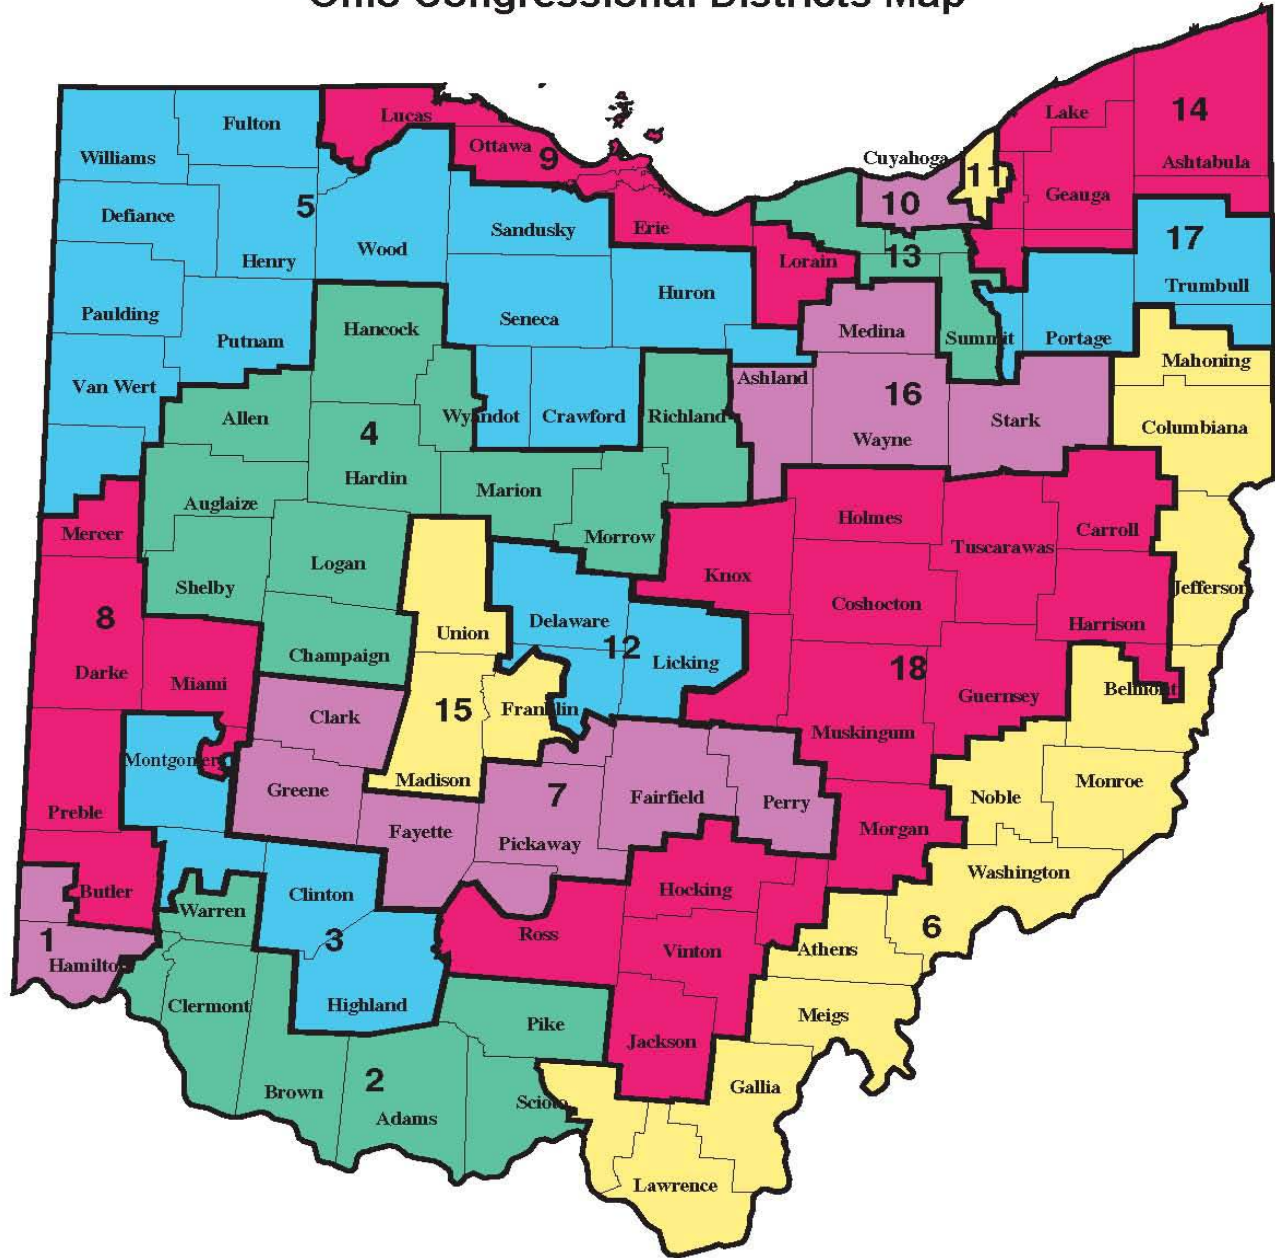 Ohio Congressional Districts Map
Lake
14
Fulton
Lucas
Ottawa
9
Cuyahoga
Ashtabula
Williams
11
Geauga
10
Defiance
5
Sandusky
Erie
17
Henry
Wood
Lorain
13
Trumbull
Huron
Paulding
Hancock
Seneca
Medina
Summit
Portage
Putnam
Mahoning
Van Wert
Ashland
16
Allen
4
Wyandot
Crawford
Richland
Wayne
Stark
Columbiana
Hardin
Marion
Auglaize
Holmes
Mercer
Carroll
Morrow
Tuscarawas
Logan
Knox
Shelby
Jefferson
Coshocton
8
Delaware
Harrison
Union
12
Champaign
Licking
18
Darke
Miami
Belmont
Guernsey
Clark
15
Franklin
Muskingum
Montgomery
Madison
Monroe
Greene
7
Fairfield
Perry
Noble
Preble
Fayette
Morgan
Pickaway
Washington
Butler
Clinton
Hocking
Warren
6
1
3
Ross
Vinton
Athens
Hamilton
Clermont
Highland
Meigs
Pike
Jackson
2
Gallia
Brown
Adams
Scioto
Lawrence